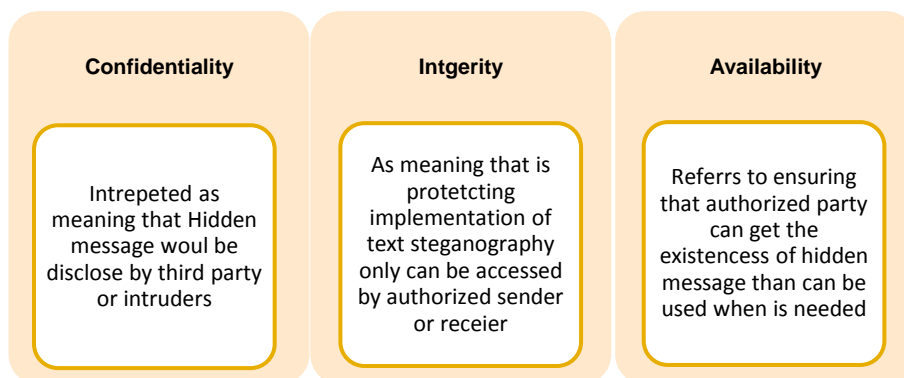 Confidentiality
Intrepeted as
meaning that Hidden
message woul be
disclose by third party
or intruders
Intgerity
As meaning that is
protetcting
implementation of
text steganography
only can be accessed
by authorized sender
or receier
Availability
Referrs to ensuring
that authorized party
can get the
existencess of hidden
message than can be
used when is needed